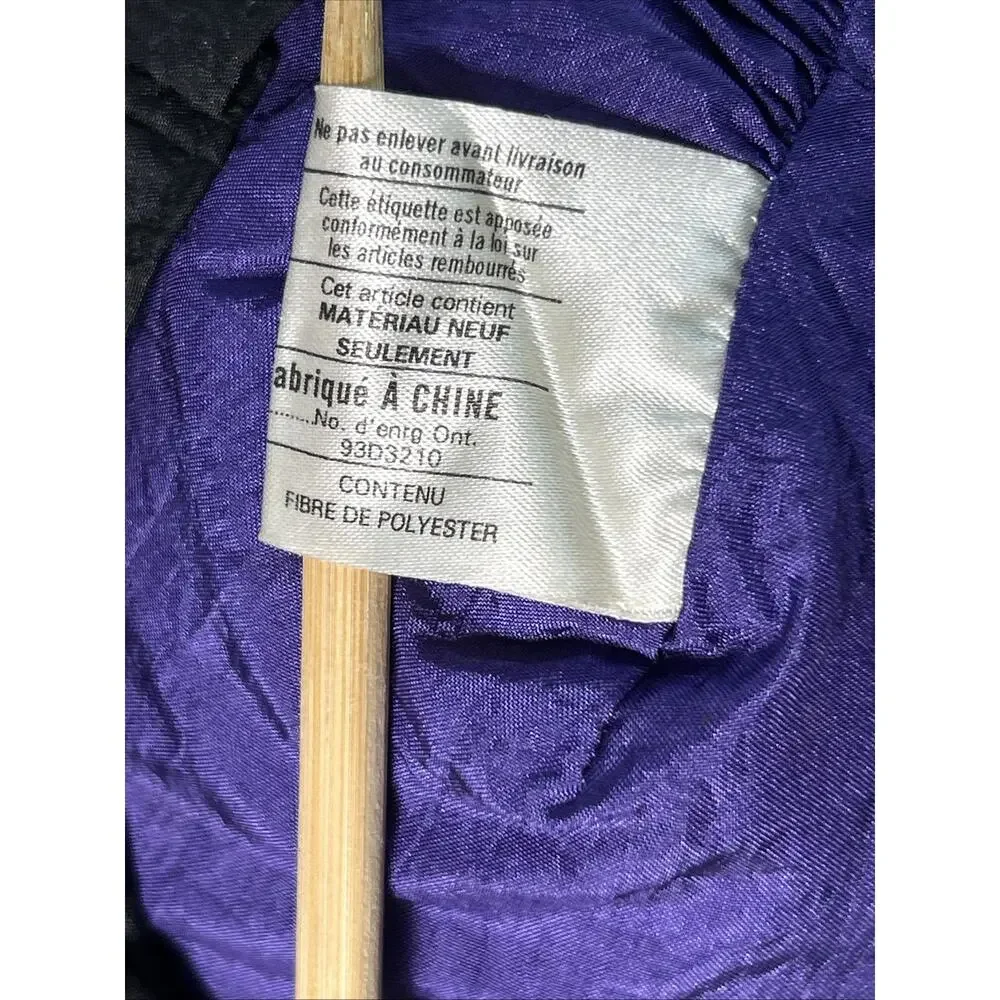 Ne pas enlever avant livraison
au consommateur
Cette étiquette est apposée
conformément à la loi sur
les articles rembourrés
Cet article contient
MATÉRIAU NEUF
SEULEMENT
abriqué À CHINE
........No. d'enrg Ont.
93D3210
CONTENU
FIBRE DE POLYESTER